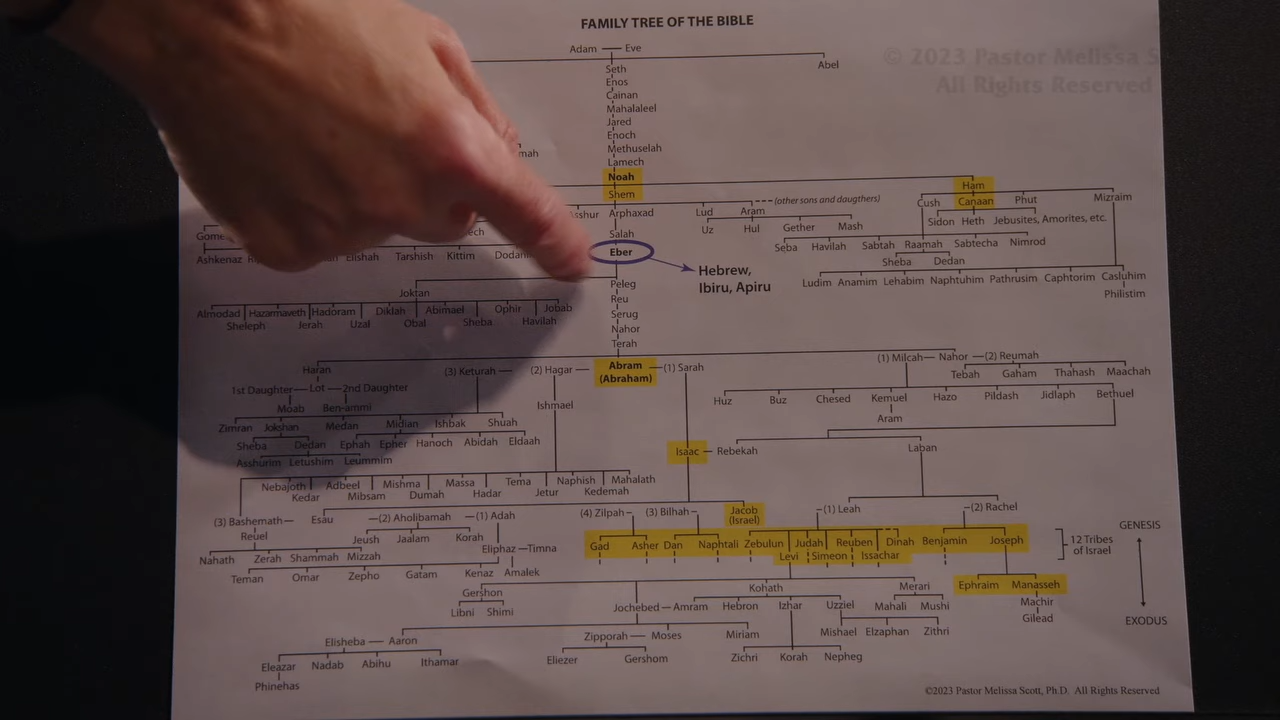 FAMILY TREE OF THE BIBLE
Adam — Eve
Abel
© 2023 Pastor Melissa S
All Rights Reserved
Seth
Enos
Cainan
Mahalaleel
Jared
Enoch
Methuselah
mah
Lamech
Noah
Ham
Shem
(other sons and daugthers)
Cush Canaan Phut Mizraim
sshur Arphaxad Lud Aram
Sidon Heth Jebusites, Amorites, etc.
Uz Hul Gether Mash
Gome
ech
Salah
Seba Havilah Sabtah Raamah Sabtecha Nimrod
Ashkenaz
Elishah Tarshish Kittim
Eber
Sheba Dedan
Hebrew,
Ibiru, Apiru
Ludim Anamim Lehabim Naphtuhim Pathrusim Caphtorim Casluhim
Philistim
Joktan
Peleg
Reu
Serug
Nahor
Terah
Almodad Hazarmaveth Hadoram Diklah Abimael Ophir Jobab
Sheleph Jerah Uzal Obal Sheba Havilah
Haran (3) Keturah — (2) Hagar — Abram — (1) Sarah (1) Milcah — Nahor — (2) Reumah
(Abraham)
Tebah Gaham Thahash Maachah
1st Daughter — Lot — 2nd Daughter
Moab Ben-ammi
Ishmael
Huz Buz Chesed Kemuel Hazo Pildash Jidlaph Bethuel
Aram
Zimran Jokshan Medan Midian Ishbak Shuah
Sheba Dedan Ephah Epher Hanoch Abidah Eldaah
Asshurim Letushim Leummim
Isaac — Rebekah
Laban
Nebajoth Adbeel Mishma Massa Tema Naphish Mahalath
Kedar Mibsam Dumah Hadar Jetur Kedemah
(3) Bashemath — Esau — (2) Aholibamah — (1) Adah
(4) Zilpah — (3) Bilhah — Jacob — (1) Leah — (2) Rachel
(Israel)
Reuel
Jeush Jaalam Korah
Gad Asher Dan Naphtali Zebulun Judah Reuben Dinah Benjamin Joseph
Levi Simeon Issachar
12 Tribes
of Israel
GENESIS
EXODUS
Nahath Zerah Shammah Mizzah
Eliphaz — Timna
Teman Omar Zepho Gatam Kenaz Amalek
Ephraim Manasseh
Machir
Gilead
Gershon Kohath Merari
Libni Shimi
Jochebed — Amram Hebron Izhar Uzziel Mahali Mushi
Mishael Elzaphan Zithri
Elisheba — Aaron Zipporah — Moses Miriam
Zichri Korah Nepheg
Eleazar Nadab Abihu Ithamar
Eliezer Gershom
Phinehas
©2023 Pastor Melissa Scott, Ph.D. All Rights Reserved